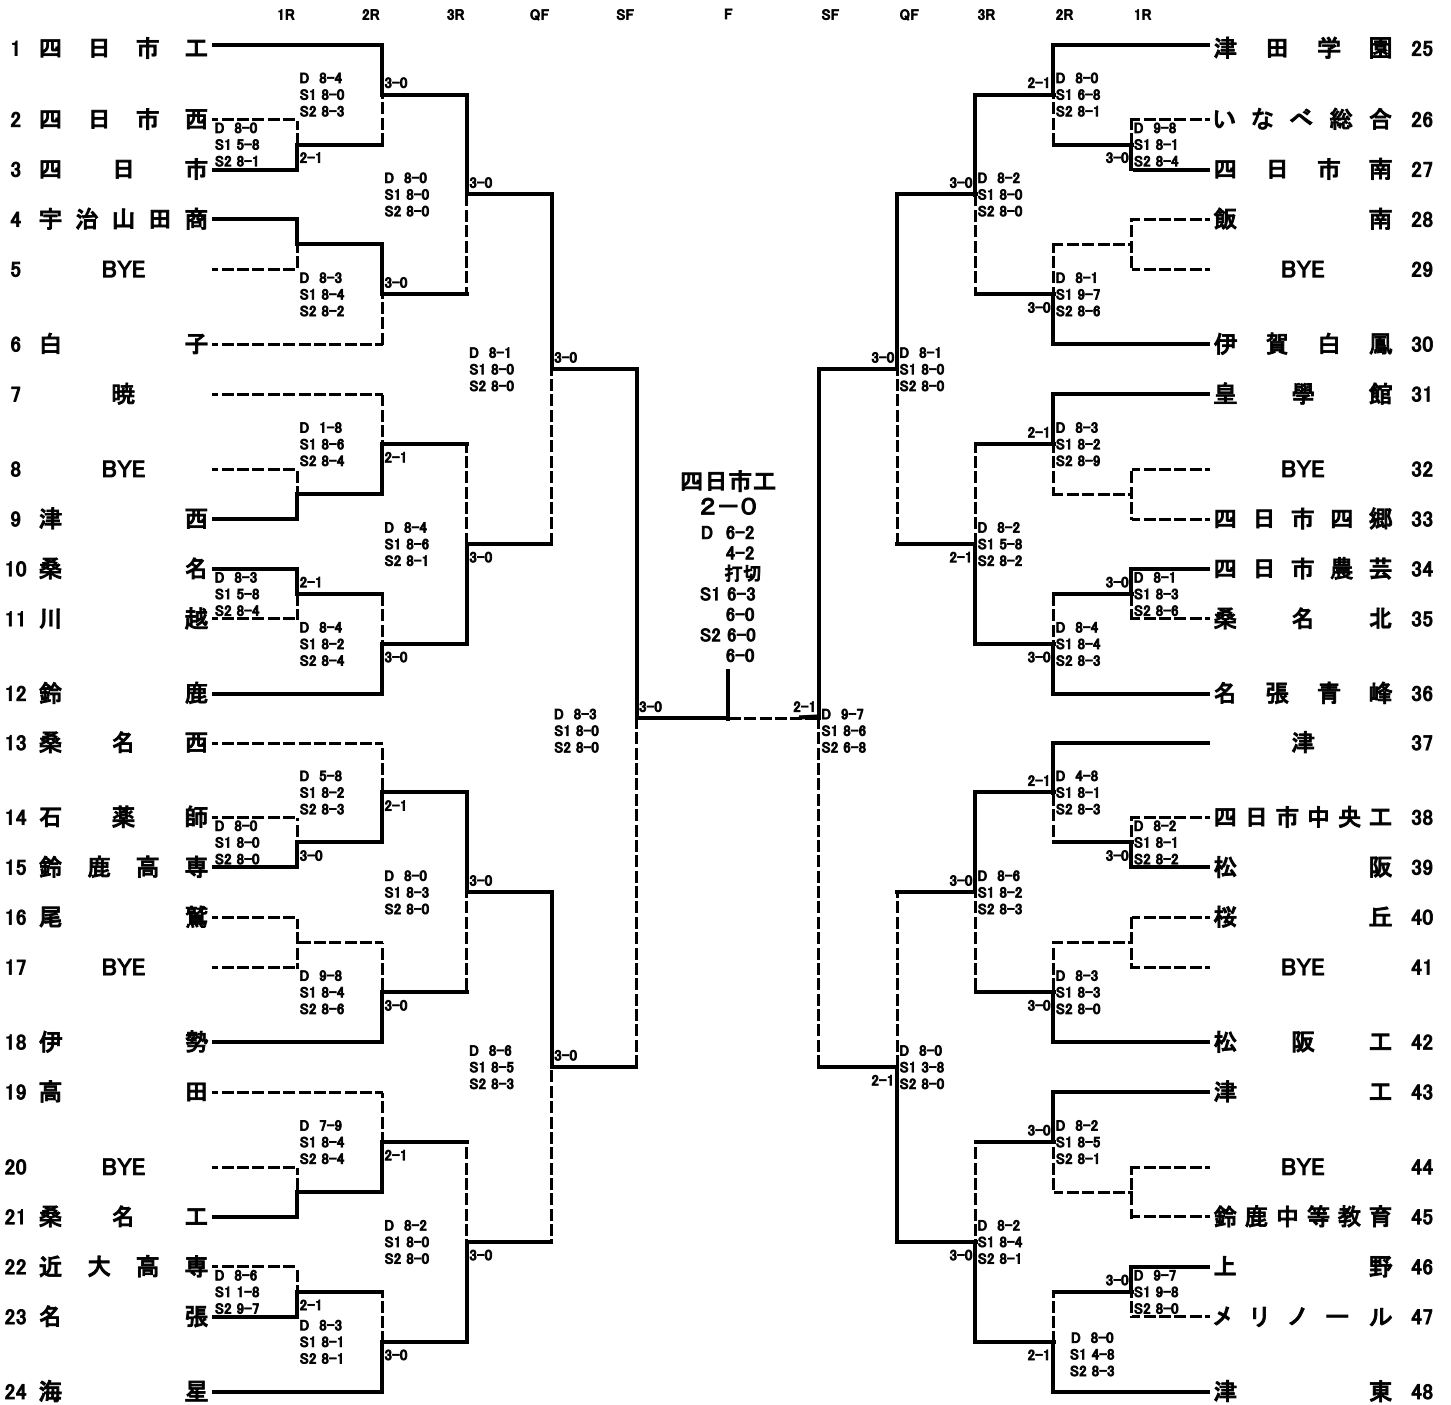 1R 2R 3R QF SF F SF QF 3R 2R 1R
1 四日市工
D 8-4
S1 8-0
S2 8-3
3-0
2 四日市西
D 8-0
S1 5-8
S2 8-1
2-1
3 四日市
D 8-0
S1 8-0
S2 8-0
3-0
4 宇治山田商
5 BYE
D 8-3
S1 8-4
S2 8-2
3-0
6 白子
D 8-1
S1 8-0
S2 8-0
3-0
7 暁
D 1-8
S1 8-6
S2 8-4
2-1
8 BYE
9 津西
D 8-4
S1 8-6
S2 8-1
3-0
10 桑名
D 8-3
S1 5-8
S2 8-4
2-1
11 川越
D 8-4
S1 8-2
S2 8-4
3-0
12 鈴鹿
D 8-3
S1 8-0
S2 8-0
3-0
13 桑名西
D 5-8
S1 8-2
S2 8-3
2-1
14 石薬師
D 8-0
S1 8-0
S2 8-0
3-0
15 鈴鹿高専
D 8-0
S1 8-3
S2 8-0
3-0
16 尾鷲
17 BYE
D 9-8
S1 8-4
S2 8-6
3-0
18 伊勢
D 8-6
S1 8-5
S2 8-3
3-0
19 高田
D 7-9
S1 8-4
S2 8-4
2-1
20 BYE
21 桑名工
D 8-2
S1 8-0
S2 8-0
3-0
22 近大高専
D 8-6
S1 1-8
S2 9-7
2-1
23 名張
D 8-3
S1 8-1
S2 8-1
3-0
24 海星
四日市工
2-0
D 6-2
4-2
打切
S1 6-3
6-0
S2 6-0
6-0
津田学園 25
2-1
D 8-0
S1 6-8
S2 8-1
いなべ総合 26
D 9-8
S1 8-1
S2 8-4
3-0
四日市南 27
3-0
D 8-2
S1 8-0
S2 8-0
飯南 28
BYE 29
D 8-1
S1 9-7
S2 8-6
3-0
伊賀白鳳 30
3-0
D 8-1
S1 8-0
S2 8-0
皇學館 31
2-1
D 8-3
S1 8-2
S2 8-9
BYE 32
四日市四郷 33
D 8-2
S1 5-8
S2 8-2
2-1
四日市農芸 34
3-0
D 8-1
S1 8-3
S2 8-6
桑名北 35
D 8-4
S1 8-4
S2 8-3
3-0
名張青峰 36
2-1
D 9-7
S1 8-6
S2 6-8
津 37
2-1
D 4-8
S1 8-1
S2 8-3
四日市中央工 38
D 8-2
S1 8-1
S2 8-2
3-0
松阪 39
3-0
D 8-6
S1 8-2
S2 8-3
桜丘 40
BYE 41
D 8-3
S1 8-3
S2 8-0
3-0
松阪工 42
D 8-0
S1 3-8
S2 8-0
2-1
津工 43
3-0
D 8-2
S1 8-5
S2 8-1
BYE 44
鈴鹿中等教育 45
D 8-2
S1 8-4
S2 8-1
3-0
上野 46
3-0
D 9-7
S1 9-8
S2 8-0
メリノール 47
D 8-0
S1 4-8
S2 8-3
2-1
津東 48